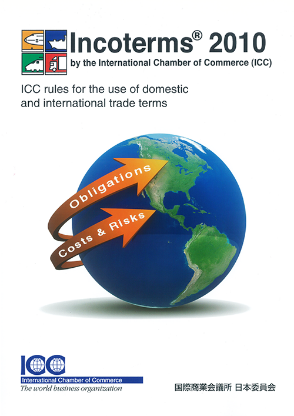 Incoterms® 2010
by the International Chamber of Commerce (ICC)
ICC rules for the use of domestic
and international trade terms
Obligations
Costs & Risks
ICC
International Chamber of Commerce
The world business organization
国際商業会議所 日本委員会